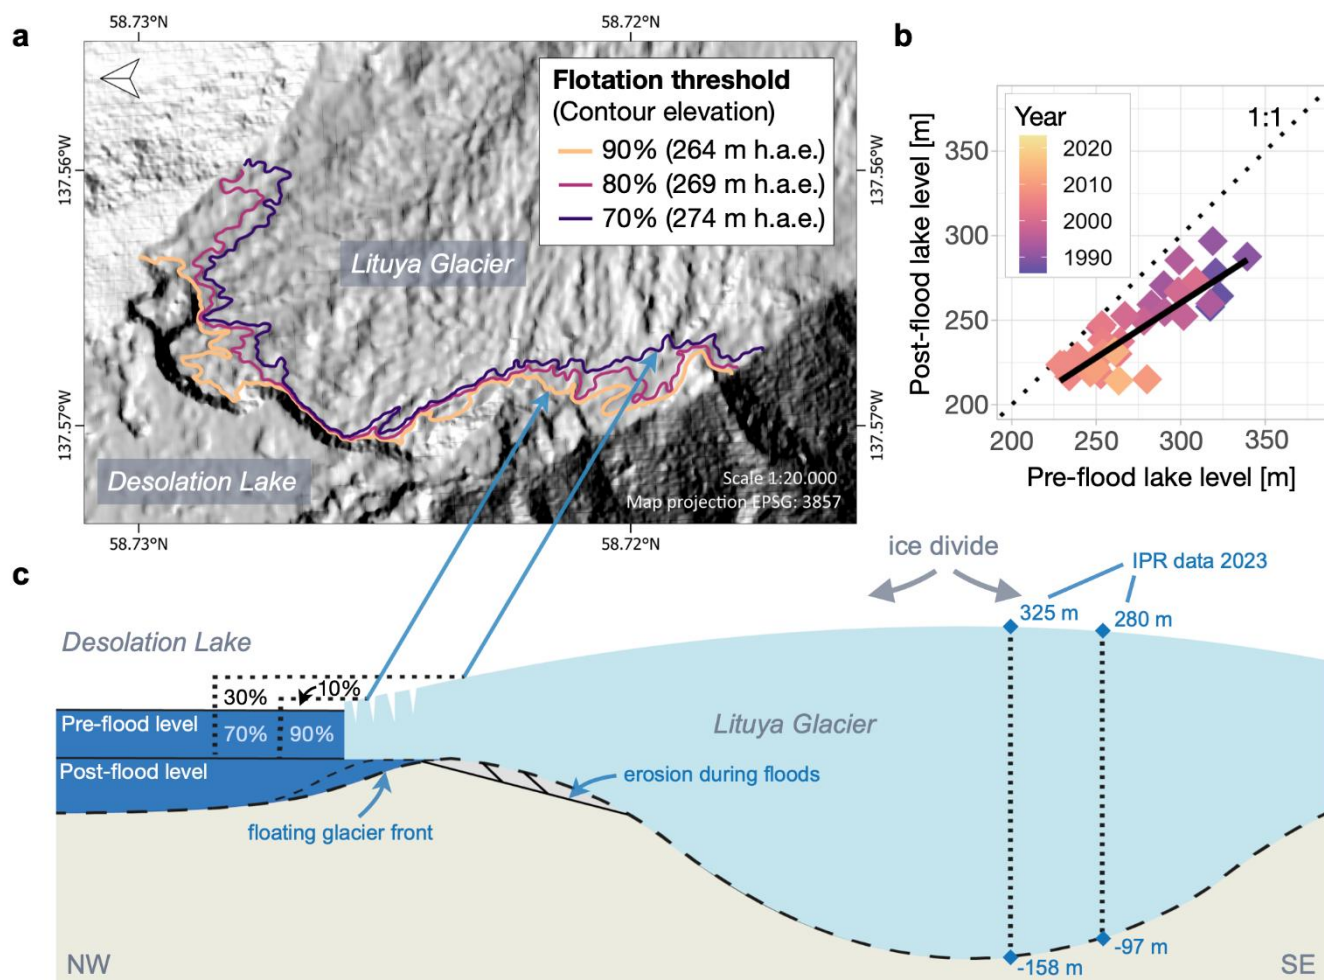 a
58.73°N
58.72°N
137.56°W
137.57°W
Flotation threshold
(Contour elevation)
90% (264 m h.a.e.)
80% (269 m h.a.e.)
70% (274 m h.a.e.)
Lituya Glacier
Desolation Lake
Scale 1:20.000
Map projection EPSG: 3857
137.56°W
137.57°W
58.73°N
58.72°N
b
Post-flood lake level [m]
350
300
250
200
Year
2020
2010
2000
1990
1:1
200
250
300
350
Pre-flood lake level [m]
c
ice divide
IPR data 2023
325 m
280 m
Desolation Lake
30%
10%
Pre-flood level
70%
90%
Lituya Glacier
Post-flood level
erosion during floods
floating glacier front
-97 m
-158 m
NW
SE